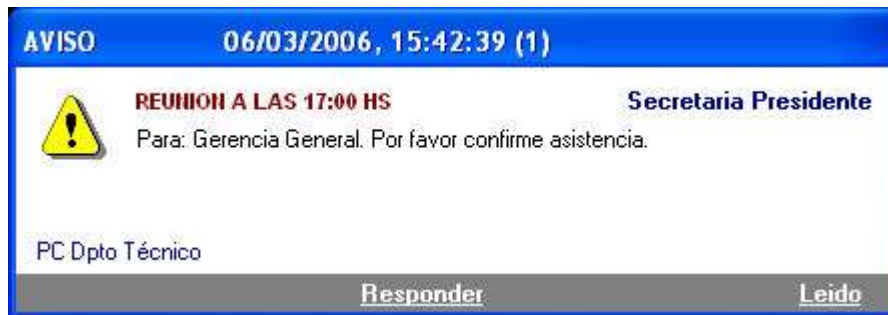 AVISO 06/03/2006, 15:42:39 (1)
REUNION A LAS 17:00 HS Secretaria Presidente
Para: Gerencia General. Por favor confirme asistencia.
PC Dpto Técnico
Responder Leido